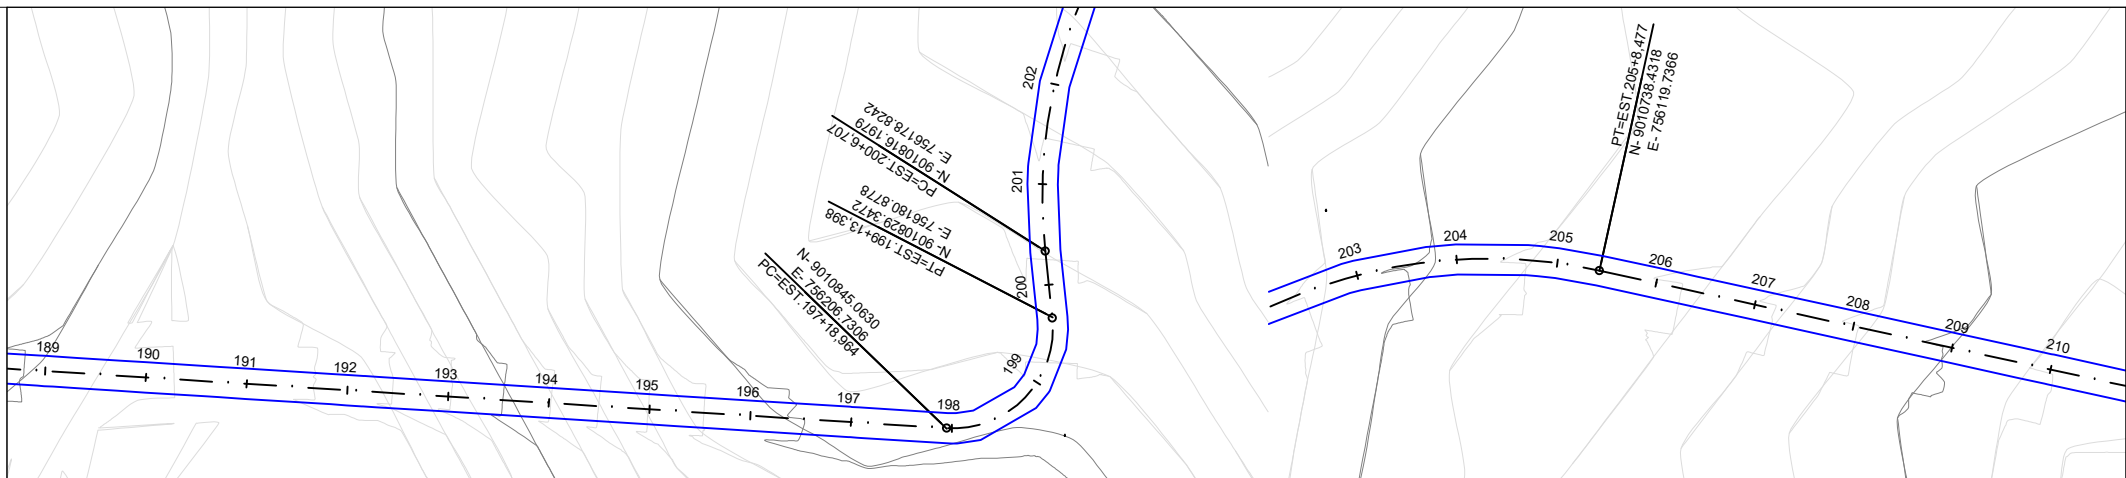 189
190
191
192
193
194
195
196
197
198
199
200
201
202
PC=EST.197+18,964
E- 756206.7306
N- 9010845.0630
PT=EST.199+13,398
N- 9010829.3472
E- 756180.8778
PC=EST.200+6,707
N- 9010816.1979
E- 756178.8242
203
204
205
206
207
208
209
210
PT=EST.205+8,477
N- 9010738.4318
E- 756119.7366